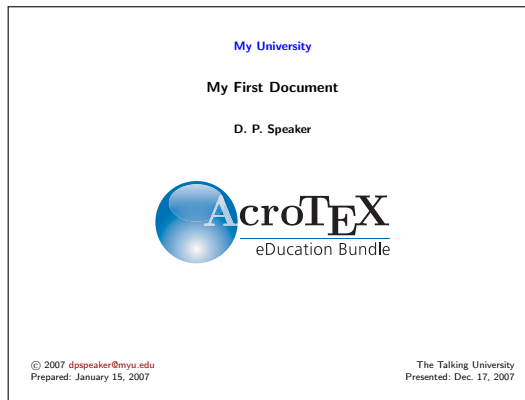 My University
My First Document
D. P. Speaker
AcroTEX
eDucation Bundle
© 2007 dpspeaker@myu.edu
Prepared: January 15, 2007
The Talking University
Presented: Dec. 17, 2007